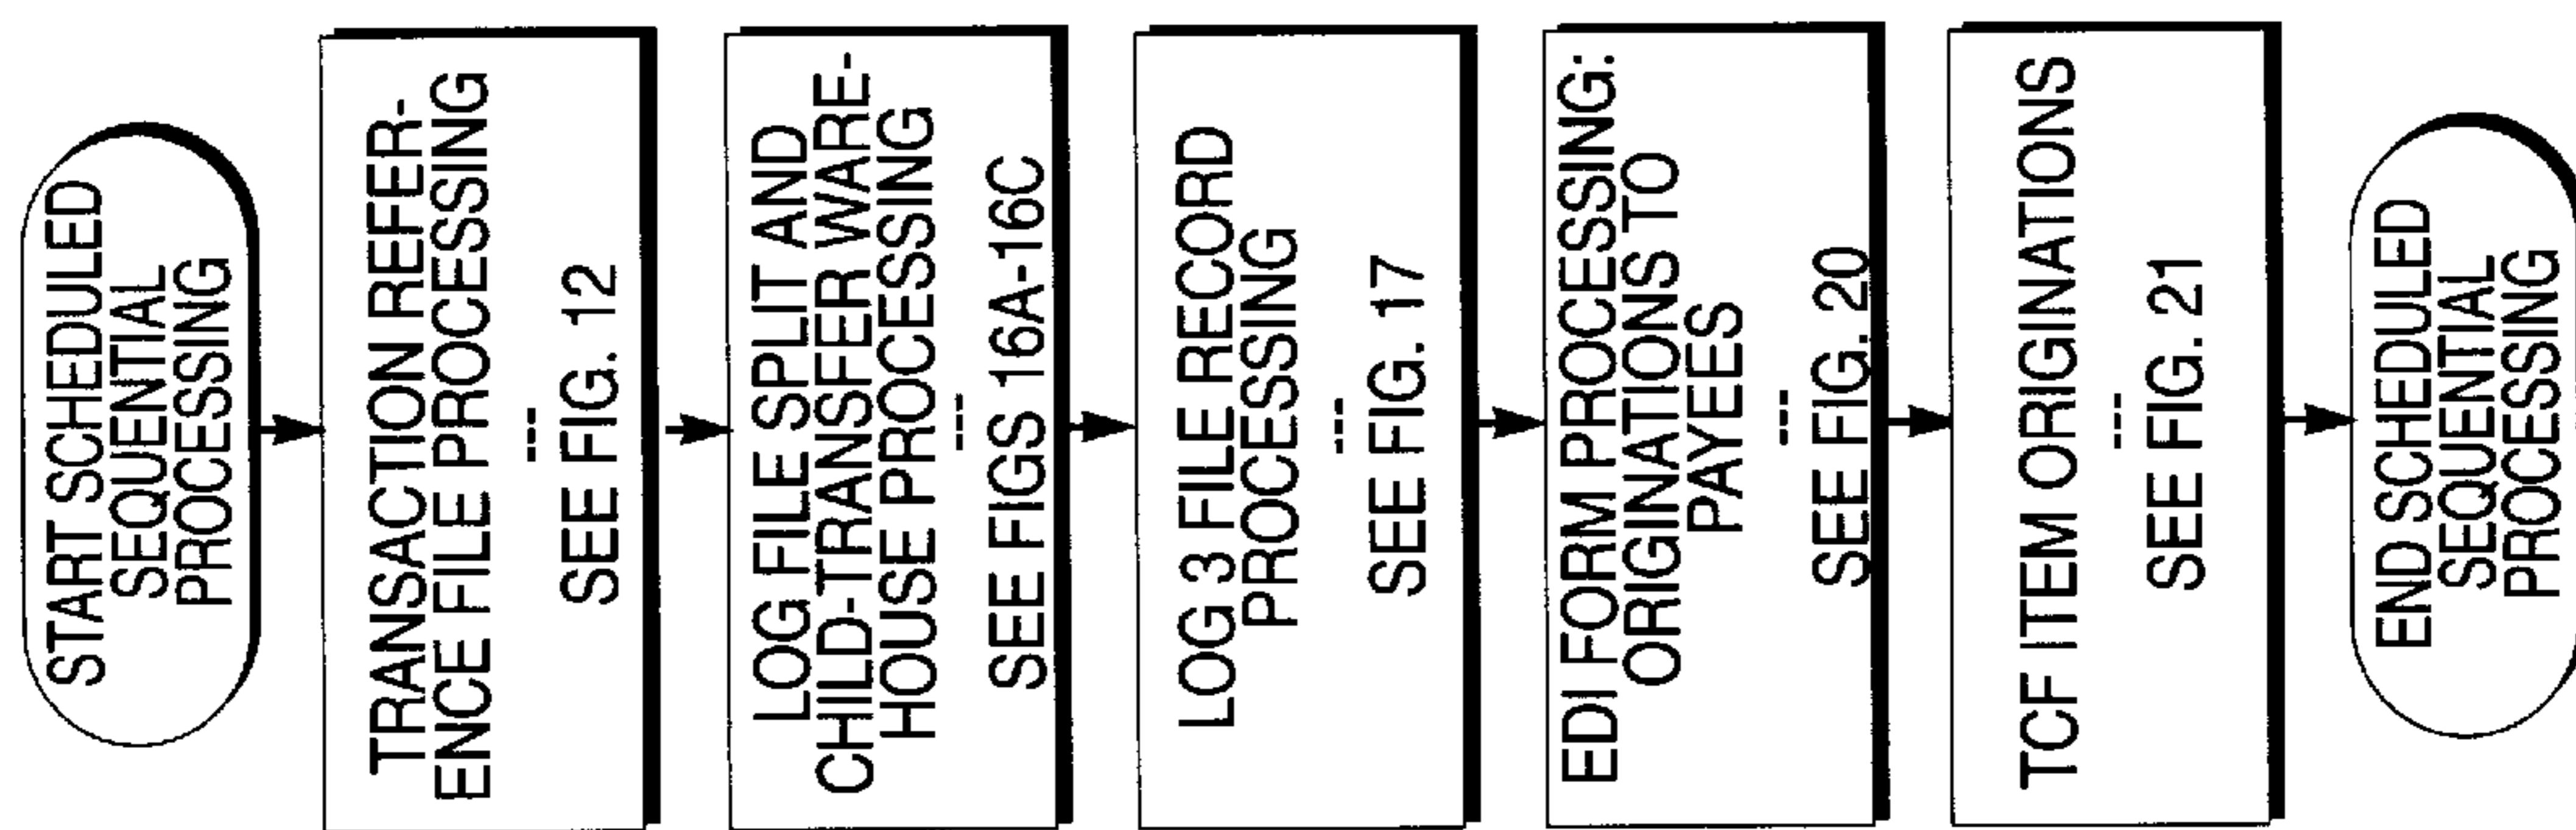 START SCHEDULED
SEQUENTIAL
PROCESSING
TRANSACTION REFER-
ENCE FILE PROCESSING
---
SEE FIG. 12
LOG FILE SPLIT AND
CHILD-TRANSFER WARE-
HOUSE PROCESSING
---
SEE FIGS 16A-16C
LOG 3 FILE RECORD
PROCESSING
---
SEE FIG. 17
EDI FORM PROCESSING:
ORIGINATIONS TO
PAYEES
---
SEE FIG. 20
TCF ITEM ORIGINATIONS
---
SEE FIG. 21
END SCHEDULED
SEQUENTIAL
PROCESSING